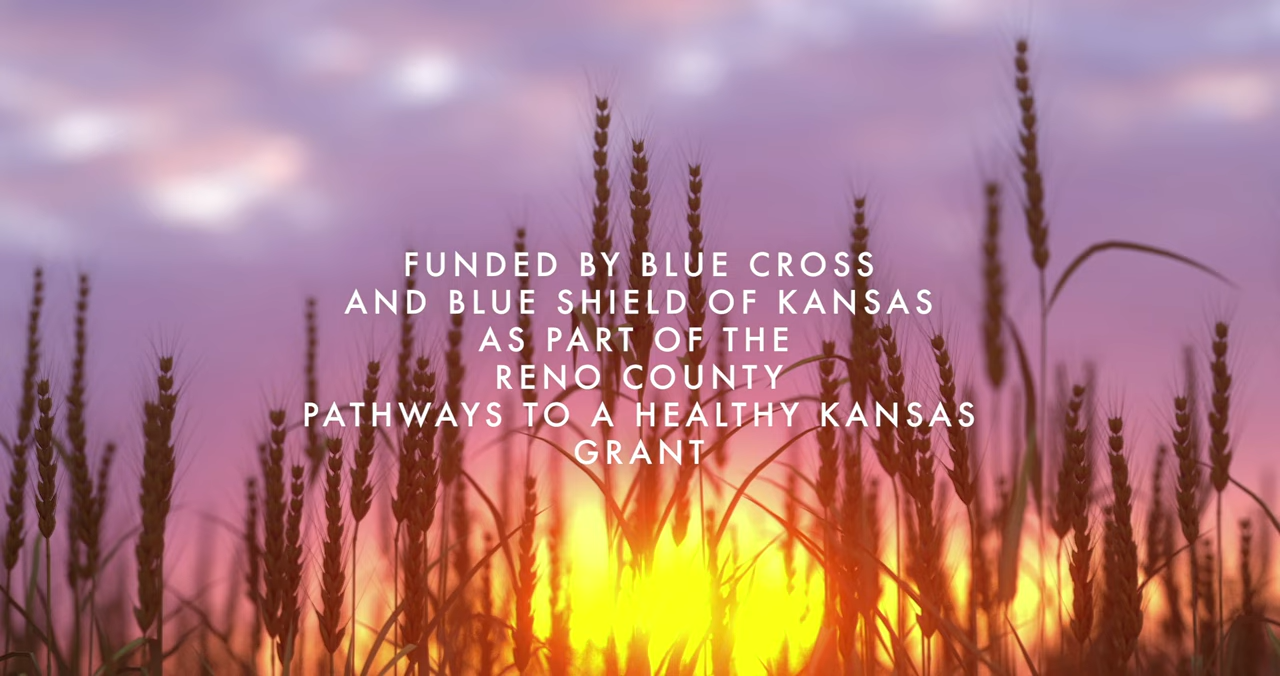 FUNDED BY BLUE CROSS
AND BLUE SHIELD OF KANSAS
AS PART OF THE
RENO COUNTY
PATHWAYS TO A HEALTHY KANSAS
GRANT